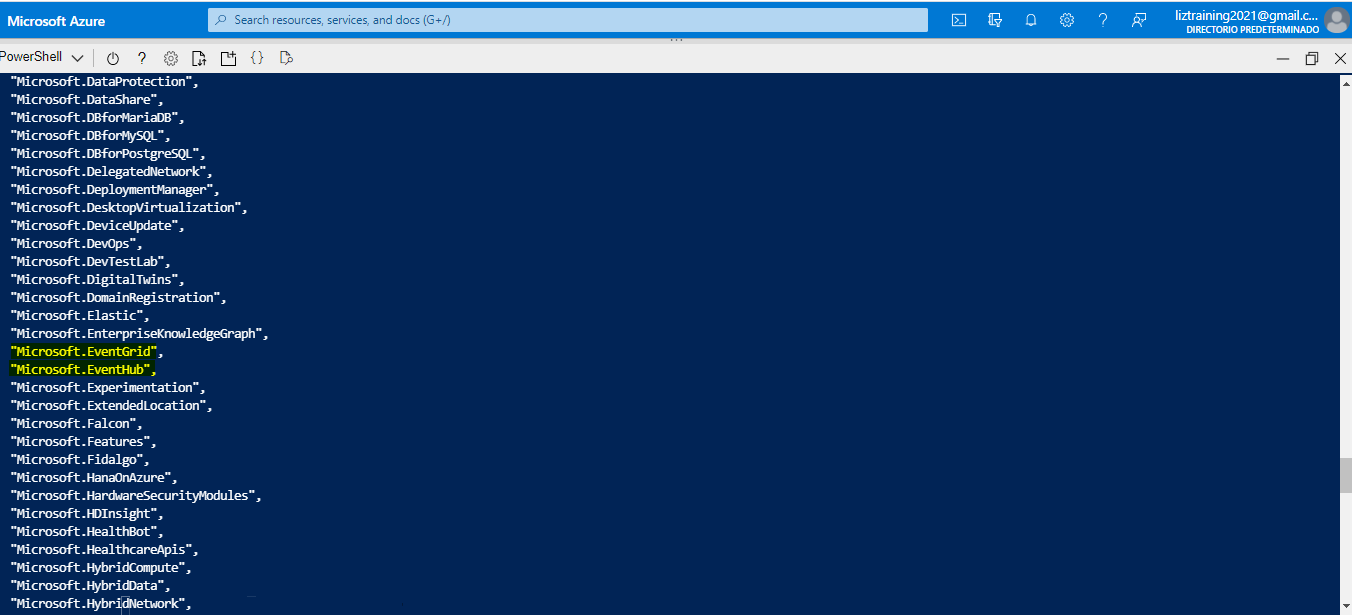 Microsoft Azure
Search resources, services, and docs (G+/)
liztraining2021@gmail.c...
DIRECTORIO PREDETERMINADO
PowerShell
"Microsoft.DataProtection",
"Microsoft.DataShare",
"Microsoft.DBforMariaDB",
"Microsoft.DBforMySQL",
"Microsoft.DBforPostgreSQL",
"Microsoft.DelegatedNetwork",
"Microsoft.DeploymentManager",
"Microsoft.DesktopVirtualization",
"Microsoft.DeviceUpdate",
"Microsoft.DevOps",
"Microsoft.DevTestLab",
"Microsoft.DigitalTwins",
"Microsoft.DomainRegistration",
"Microsoft.Elastic",
"Microsoft.EnterpriseKnowledgeGraph",
"Microsoft.EventGrid",
"Microsoft.EventHub",
"Microsoft.Experimentation",
"Microsoft.ExtendedLocation",
"Microsoft.Falcon",
"Microsoft.Features",
"Microsoft.Fidalgo",
"Microsoft.HanaOnAzure",
"Microsoft.HardwareSecurityModules",
"Microsoft.HDInsight",
"Microsoft.HealthBot",
"Microsoft.HealthcareApis",
"Microsoft.HybridCompute",
"Microsoft.HybridData",
"Microsoft.HybridNetwork",